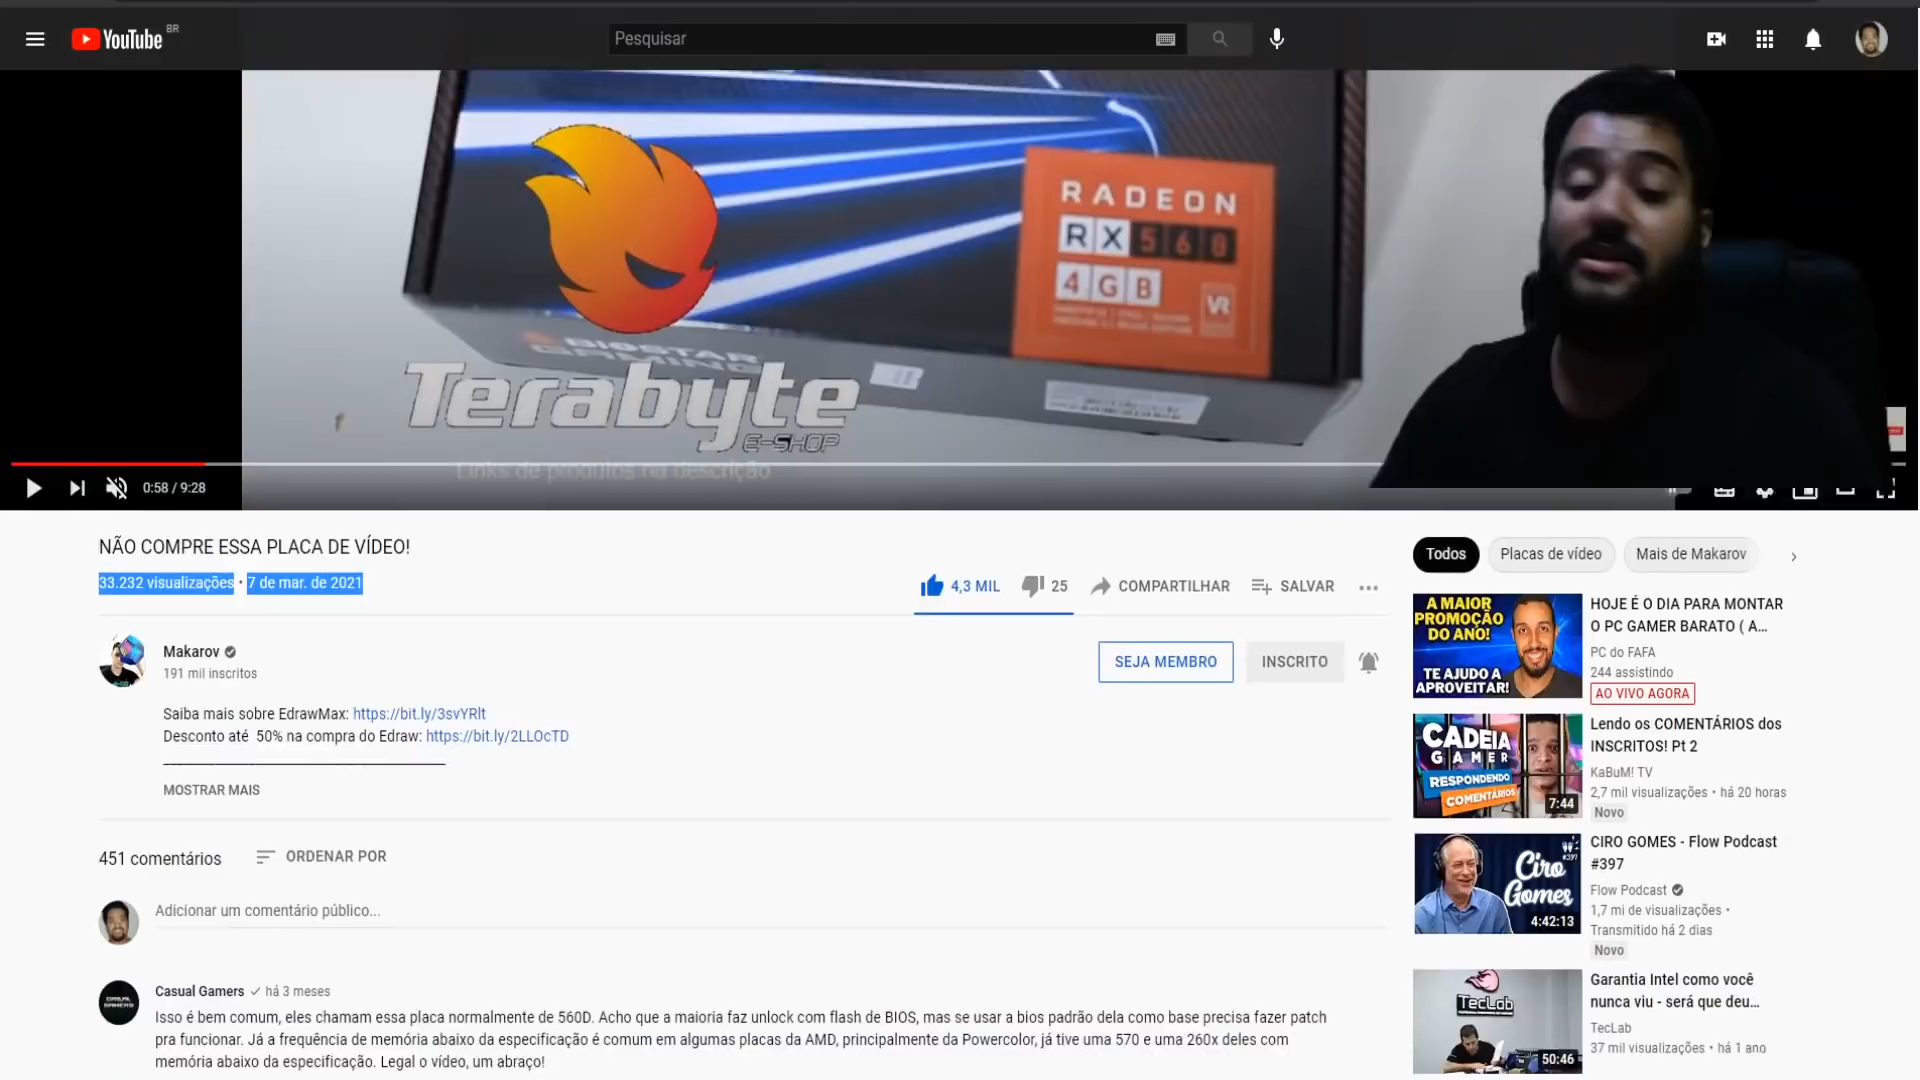 YouTube BR
Pesquisar
RADEON
RX 560
4GB
VR
BIOSTAR
GAMING
Terabyte
E-SHOP
Links de produtos na descrição
0:58 / 9:28
NÃO COMPRE ESSA PLACA DE VÍDEO!
33.232 visualizações • 7 de mar. de 2021
4,3 MIL
25
COMPARTILHAR
SALVAR
Makarov
191 mil inscritos
SEJA MEMBRO
INSCRITO
Saiba mais sobre EdrawMax: https://bit.ly/3svYRlt
Desconto até 50% na compra do Edraw: https://bit.ly/2LLOcTD
MOSTRAR MAIS
451 comentários
ORDENAR POR
Adicionar um comentário público...
CASUAL
GAMERS
Casual Gamers há 3 meses
Isso é bem comum, eles chamam essa placa normalmente de 560D. Acho que a maioria faz unlock com flash de BIOS, mas se usar a bios padrão dela como base precisa fazer patch
pra funcionar. Já a frequência de memória abaixo da especificação é comum em algumas placas da AMD, principalmente da Powercolor, já tive uma 570 e uma 260x deles com
memória abaixo da especificação. Legal o vídeo, um abraço!
Todos
Placas de vídeo
Mais de Makarov
A MAIOR
PROMOÇÃO
DO ANO!
TE AJUDO A
APROVEITAR!
HOJE É O DIA PARA MONTAR
O PC GAMER BARATO ( A...
PC do FAFA
244 assistindo
AO VIVO AGORA
CADEIA
GAMER
RESPONDENDO
COMENTÁRIOS
7:44
Lendo os COMENTÁRIOS dos
INSCRITOS! Pt 2
KaBuM! TV
2,7 mil visualizações • há 20 horas
Novo
#397
Ciro
Gomes
4:42:13
CIRO GOMES - Flow Podcast
#397
Flow Podcast
1,7 mi de visualizações •
Transmitido há 2 dias
Novo
TecLab
50:46
Garantia Intel como você
nunca viu - será que deu...
TecLab
37 mil visualizações • há 1 ano